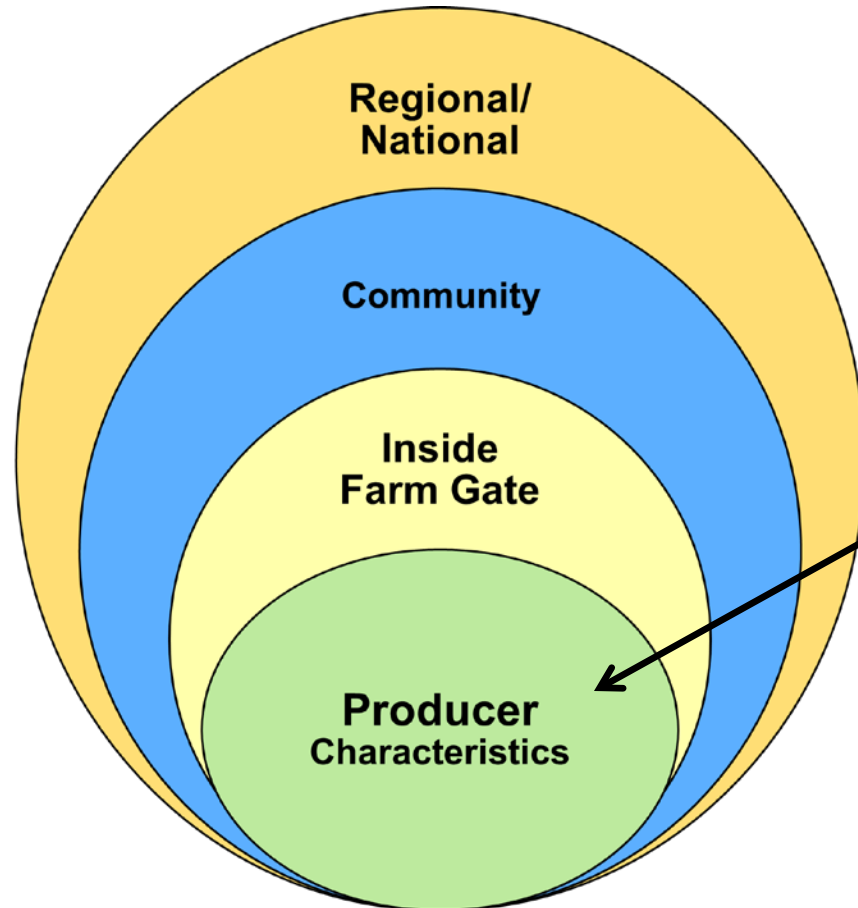 Regional/
National
Community
Inside
Farm Gate
Producer
Characteristics